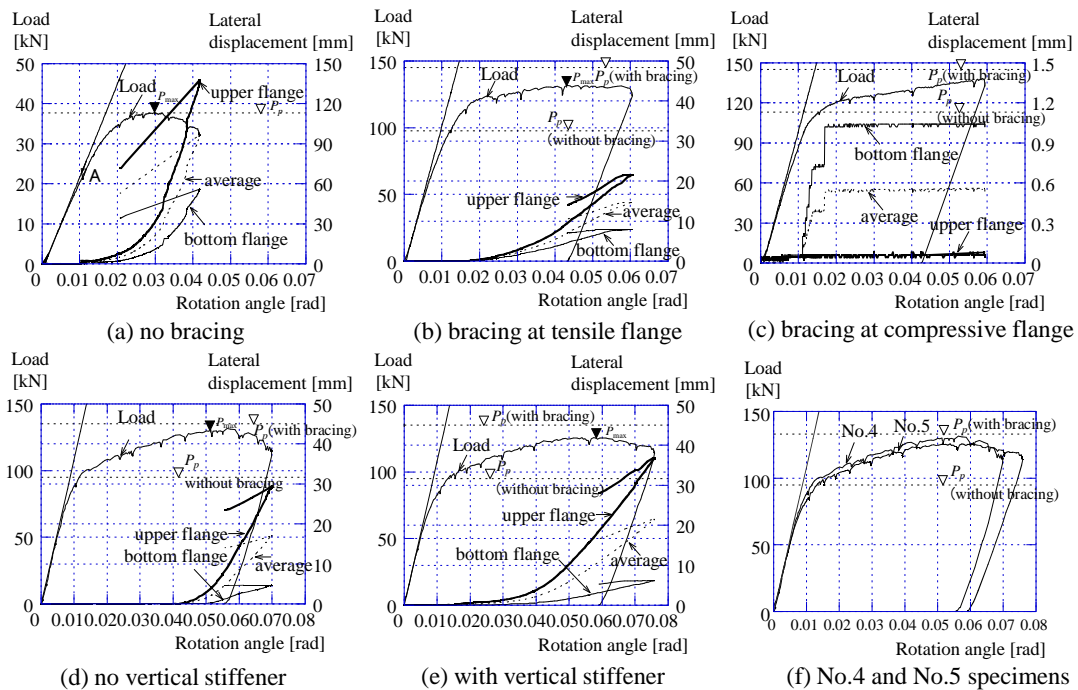 Load
[kN]
Lateral
displacement [mm]
50
40
30
20
10
0
150
120
90
60
30
0
Load
Pmax
Pp
upper flange
A
average
bottom flange
0 0.01 0.02 0.03 0.04 0.05 0.06 0.07
Rotation angle [rad]
(a) no bracing
Load
[kN]
Lateral
displacement [mm]
150
100
50
0
50
40
30
20
10
0
Load
Pmax
Pp(with bracing)
Pp
(without bracing)
upper flange
average
bottom flange
0 0.01 0.02 0.03 0.04 0.05 0.06 0.07
Rotation angle [rad]
(b) bracing at tensile flange
Load
[kN]
Lateral
displacement [mm]
150
120
90
60
30
0
1.5
1.2
0.9
0.6
0.3
0
Load
Pp(with bracing)
Pp
(without bracing)
bottom flange
average
upper flange
0 0.01 0.02 0.03 0.04 0.05 0.06 0.07
Rotation angle [rad]
(c) bracing at compressive flange
Load
[kN]
Lateral
displacement [mm]
150
100
50
0
50
40
30
20
10
0
Load
Pmax
Pp(with bracing)
Pp
without bracing
upper flange
bottom flange
average
0 0.01 0.02 0.03 0.04 0.05 0.06 0.07 0.08
Rotation angle [rad]
(d) no vertical stiffener
Load
[kN]
Lateral
displacement [mm]
150
100
50
0
50
40
30
20
10
0
Pp(with bracing)
Pmax
Load
Pp
(without bracing)
upper flange
bottom flange
average
0 0.01 0.02 0.03 0.04 0.05 0.06 0.07 0.08
Rotation angle [rad]
(e) with vertical stiffener
Load
[kN]
150
100
50
0
No.4
No.5
Pp(with bracing)
Pp
(without bracing)
0 0.01 0.02 0.03 0.04 0.05 0.06 0.07 0.08
Rotation angle [rad]
(f) No.4 and No.5 specimens